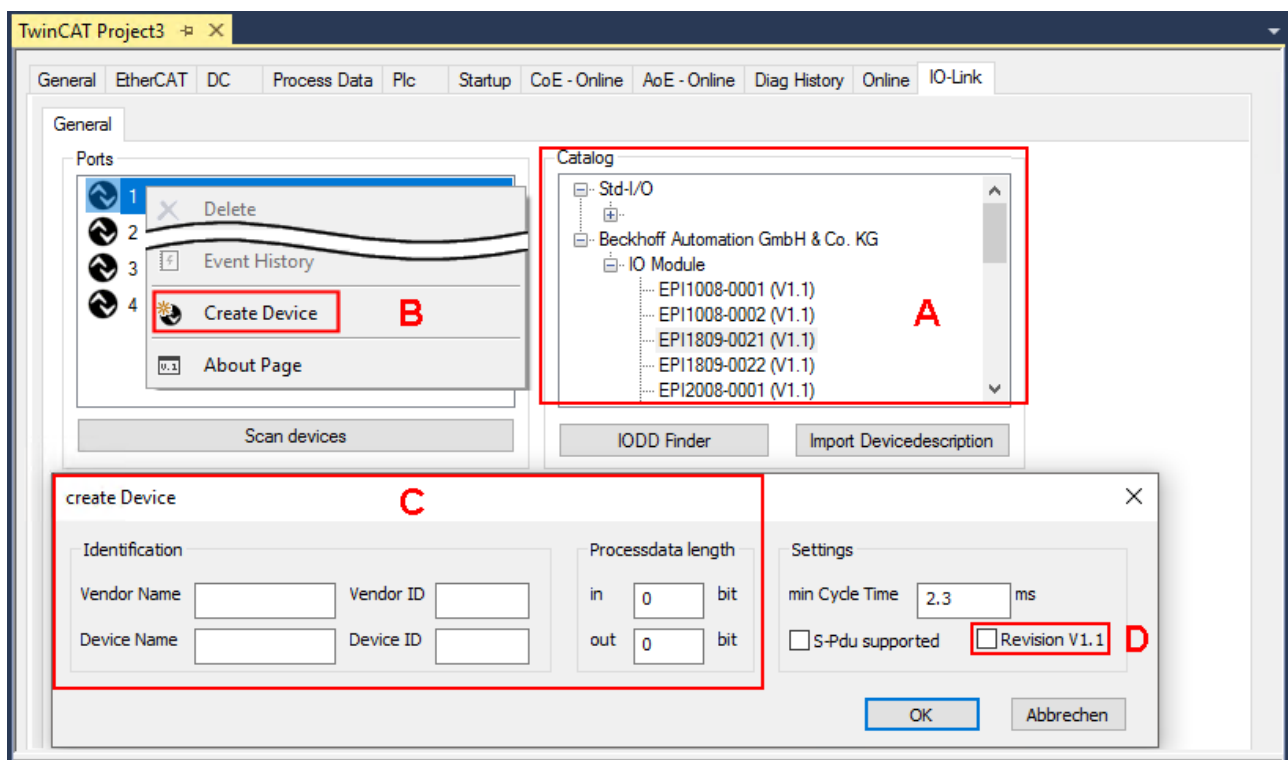 TwinCAT Project3
General EtherCAT DC Process Data Plc Startup CoE - Online AoE - Online Diag History Online IO-Link
General
Ports
1
2
3
4
Delete
Event History
Create Device B
About Page
Scan devices
Catalog
Std-I/O
Beckhoff Automation GmbH & Co. KG
IO Module
EPI1008-0001 (V1.1)
EPI1008-0002 (V1.1)
EPI1809-0021 (V1.1)
EPI1809-0022 (V1.1)
EPI2008-0001 (V1.1)
A
IODD Finder Import Devicedescription
create Device C
Identification
Vendor Name Vendor ID
Device Name Device ID
Processdata length
in 0 bit
out 0 bit
Settings
min Cycle Time 2.3 ms
S-Pdu supported Revision V1.1 D
OK Abbrechen